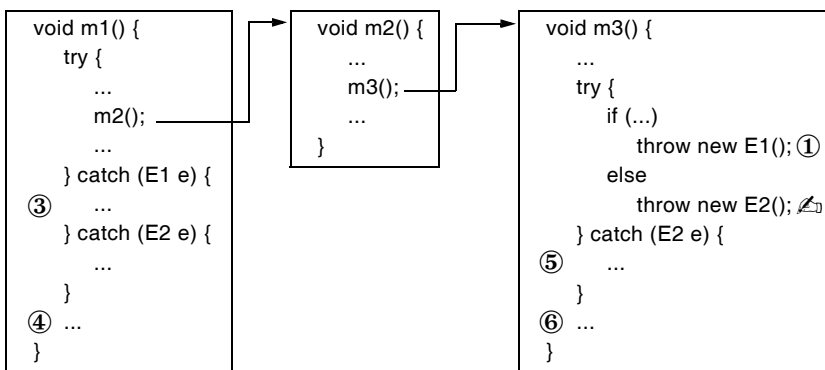 void m1() {
try {
...
m2();
...
} catch (E1 e) {
③ ...
} catch (E2 e) {
...
}
④ ...
}
void m2() {
...
m3();
...
}
void m3() {
...
try {
if (...)
throw new E1(); ①
else
throw new E2(); ✍
} catch (E2 e) {
⑤ ...
}
⑥ ...
}